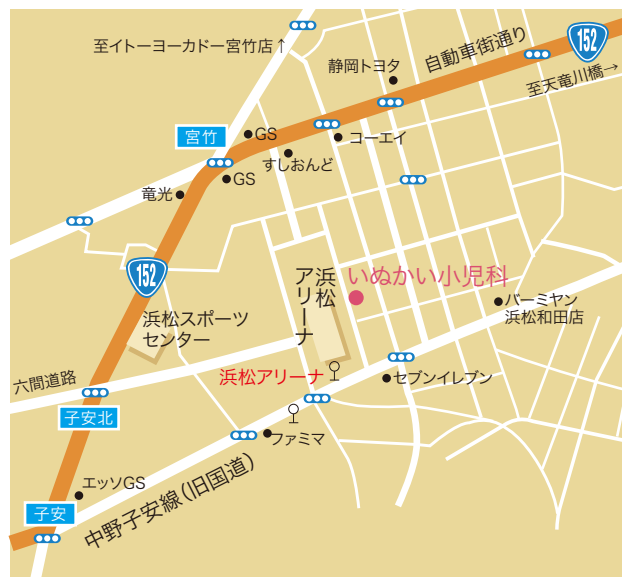 至イトーヨーカドー宮竹店↑
自動車街通り
152
静岡トヨタ
至天竜川橋→
宮竹
GS
コーエイ
すしおんど
GS
竜光
152
いぬかい小児科
浜松
アリーナ
バーミヤン
浜松和田店
浜松スポーツ
センター
六間道路
浜松アリーナ
セブンイレブン
子安北
ファミマ
エッソGS
中野子安線(旧国道)
子安